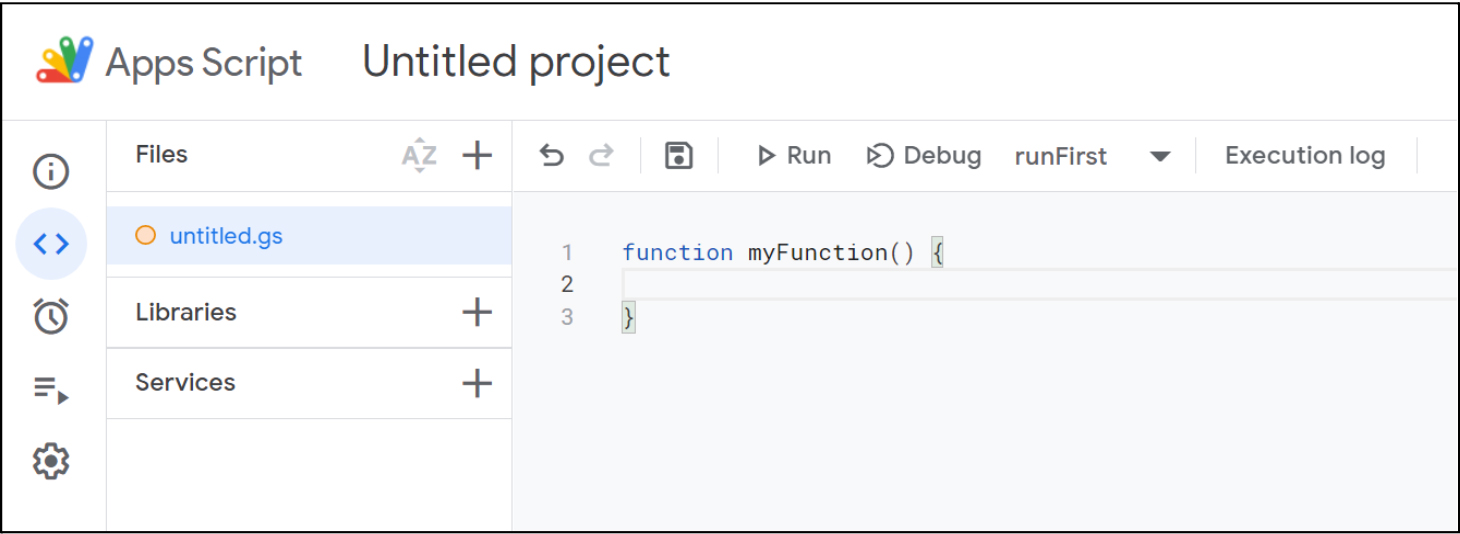 Apps Script Untitled project
Files AZ
Run Debug runFirst Execution log
untitled.gs
1 function myFunction() {
2
3 }
Libraries
Services